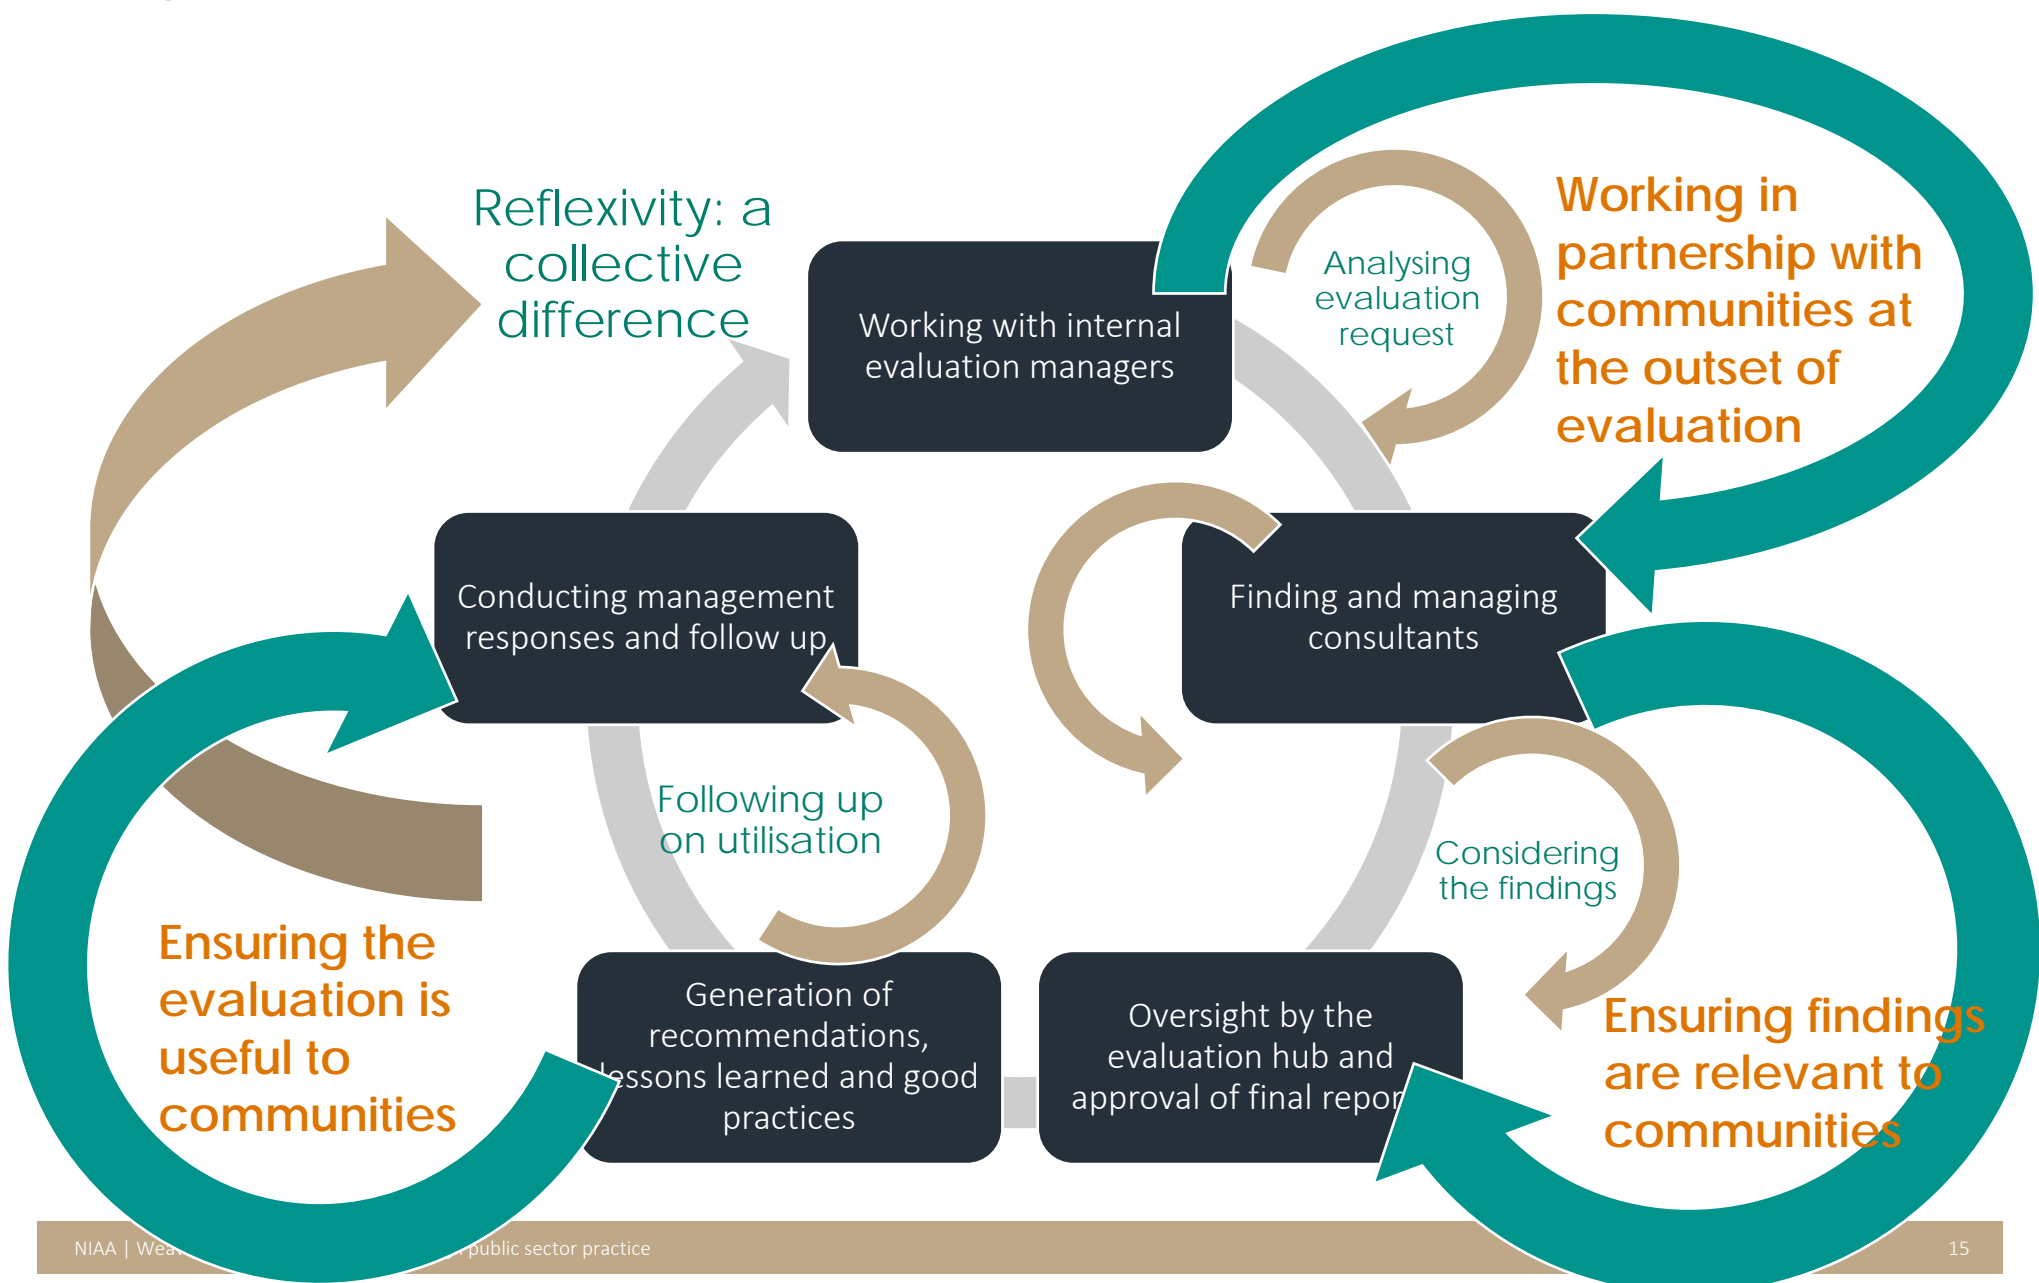 Reflexivity: a
collective
difference
Working with internal
evaluation managers
Analysing
evaluation
request
Working in
partnership with
communities at
the outset of
evaluation
Conducting management
responses and follow up
Finding and managing
consultants
Following up
on utilisation
Considering
the findings
Ensuring the
evaluation is
useful to
communities
Generation of
recommendations,
lessons learned and good
practices
Oversight by the
evaluation hub and
approval of final report
Ensuring findings
are relevant to
communities
NIAA | public sector practice
15